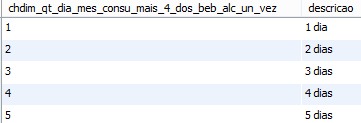 chdim_qt_dia_mes_consu_mais_4_dos_beb_alc_un_vez descricao
1 1 dia
2 2 dias
3 3 dias
4 4 dias
5 5 dias